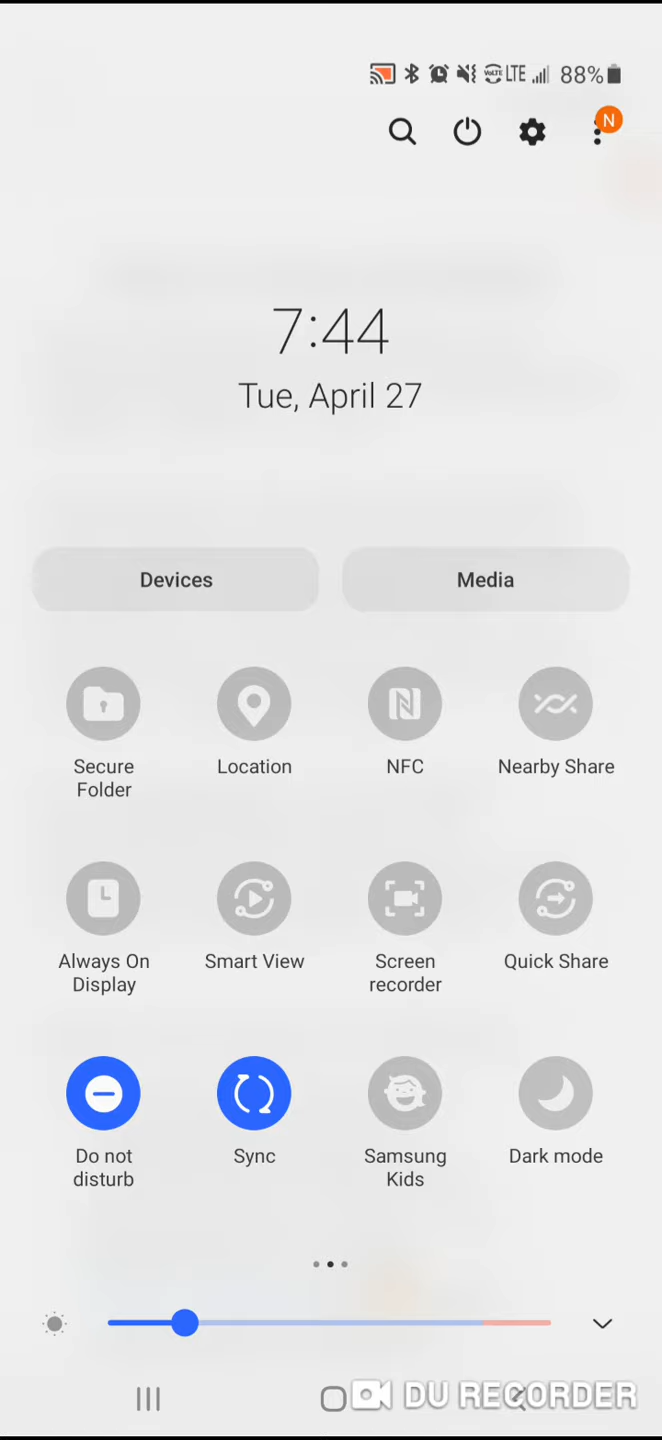 VoLTE LTE 88%
N
7:44
Tue, April 27
Devices Media
Secure Folder Location NFC Nearby Share
Always On Display Smart View Screen recorder Quick Share
Do not disturb Sync Samsung Kids Dark mode
DU RECORDER